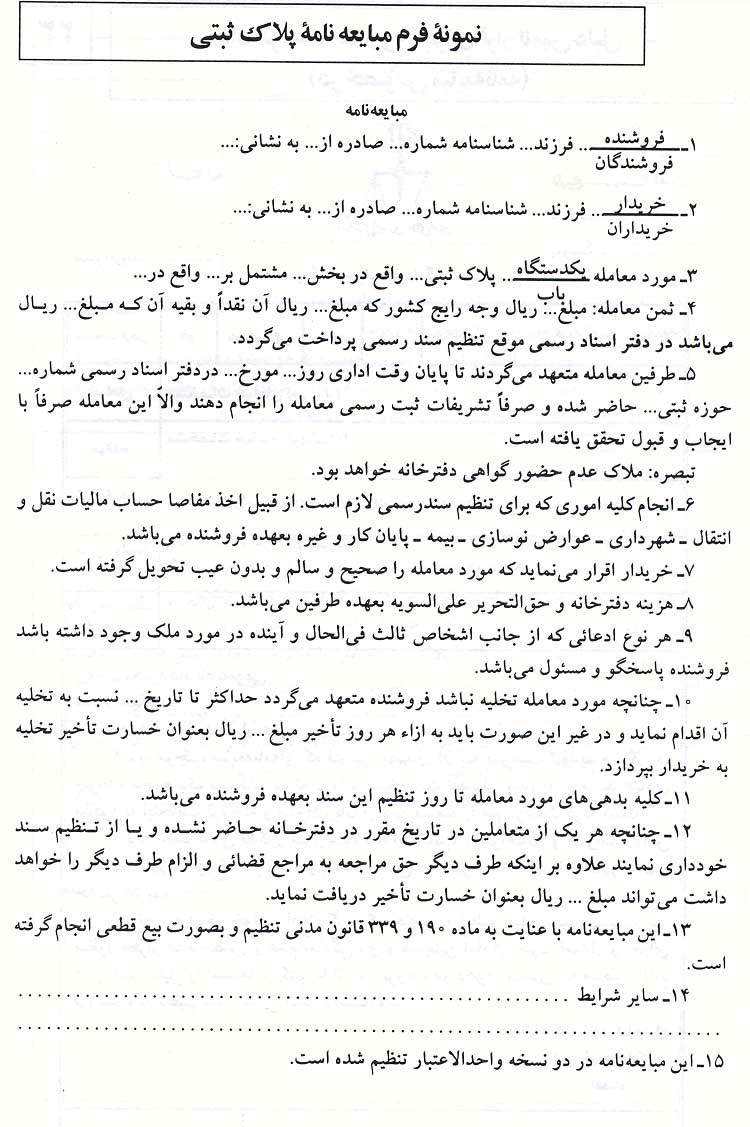 نمونهٔ فرم مبایعه نامهٔ پلاک ثبتی
مبایعه‌نامه
۱ـ فروشنده ... فرزند... شناسنامه شماره... صادره از... به نشانی:...
فروشندگان
۲ـ خریدار ... فرزند... شناسنامه شماره... صادره از... به نشانی:...
خریداران
۳ـ مورد معامله یکدستگاه ... پلاک ثبتی... واقع در بخش... مشتمل بر... واقع در...
باب
۴ـ ثمن معامله: مبلغ... ریال وجه رایج کشور که مبلغ... ریال آن نقداً و بقیه آن که مبلغ... ریال
می‌باشد در دفتر اسناد رسمی موقع تنظیم سند رسمی پرداخت می‌گردد.
۵ـ طرفین معامله متعهد می‌گردند تا پایان وقت اداری روز... مورخ... دردفتر اسناد رسمی شماره...
حوزه ثبتی... حاضر شده و صرفاً تشریفات ثبت رسمی معامله را انجام دهند والاّ این معامله صرفاً با
ایجاب و قبول تحقق یافته است.
تبصره: ملاک عدم حضور گواهی دفترخانه خواهد بود.
۶ـ انجام کلیه اموری که برای تنظیم سندرسمی لازم است. از قبیل اخذ مفاصا حساب مالیات نقل و
انتقال ـ شهرداری ـ عوارض نوسازی ـ بیمه ـ پایان کار و غیره بعهده فروشنده می‌باشد.
۷ـ خریدار اقرار می‌نماید که مورد معامله را صحیح و سالم و بدون عیب تحویل گرفته است.
۸ـ هزینه دفترخانه و حق‌التحریر علی‌السویه بعهده طرفین می‌باشد.
۹ـ هر نوع ادعائی که از جانب اشخاص ثالث فی‌الحال و آینده در مورد ملک وجود داشته باشد
فروشنده پاسخگو و مسئول می‌باشد.
۱۰ـ چنانچه مورد معامله تخلیه نباشد فروشنده متعهد می‌گردد حداکثر تا تاریخ ... نسبت به تخلیه
آن اقدام نماید و در غیر این صورت باید به ازاء هر روز تأخیر مبلغ ... ریال بعنوان خسارت تأخیر تخلیه
به خریدار بپردازد.
۱۱ـ کلیه بدهی‌های مورد معامله تا روز تنظیم این سند بعهده فروشنده می‌باشد.
۱۲ـ چنانچه هر یک از متعاملین در تاریخ مقرر در دفترخانه حاضر نشده و یا از تنظیم سند
خودداری نمایند علاوه بر اینکه طرف دیگر حق مراجعه به مراجع قضائی و الزام طرف دیگر را خواهد
داشت می‌تواند مبلغ ... ریال بعنوان خسارت تأخیر دریافت نماید.
۱۳ـ این مبایعه‌نامه با عنایت به ماده ۱۹۰ و ۳۳۹ قانون مدنی تنظیم و بصورت بیع قطعی انجام گرفته
است.
۱۴ـ سایر شرایط ............................................................
................................................................................
۱۵ـ این مبایعه‌نامه در دو نسخه واحدالاعتبار تنظیم شده است.